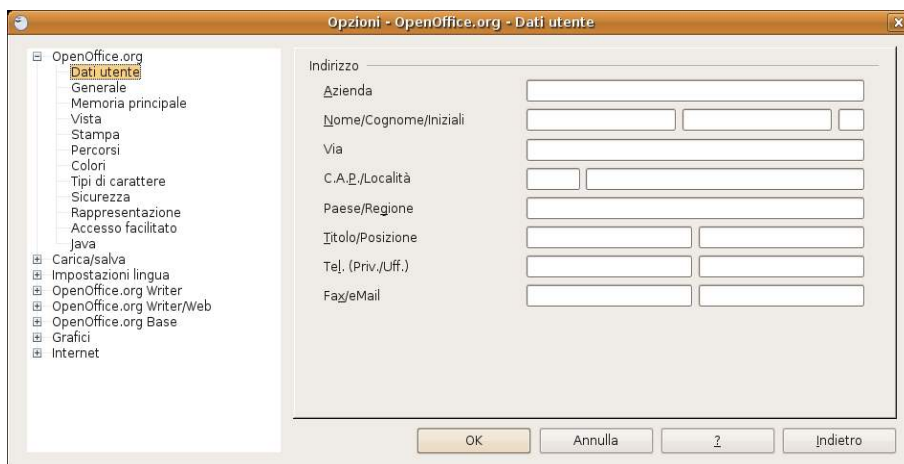 Opzioni - OpenOffice.org - Dati utente
OpenOffice.org
Dati utente
Generale
Memoria principale
Vista
Stampa
Percorsi
Colori
Tipi di carattere
Sicurezza
Rappresentazione
Accesso facilitato
Java
Carica/salva
Impostazioni lingua
OpenOffice.org Writer
OpenOffice.org Writer/Web
OpenOffice.org Base
Grafici
Internet
Indirizzo
Azienda
Nome/Cognome/Iniziali
Via
C.A.P./Località
Paese/Regione
Titolo/Posizione
Tel. (Priv./Uff.)
Fax/eMail
OK Annulla ? Indietro